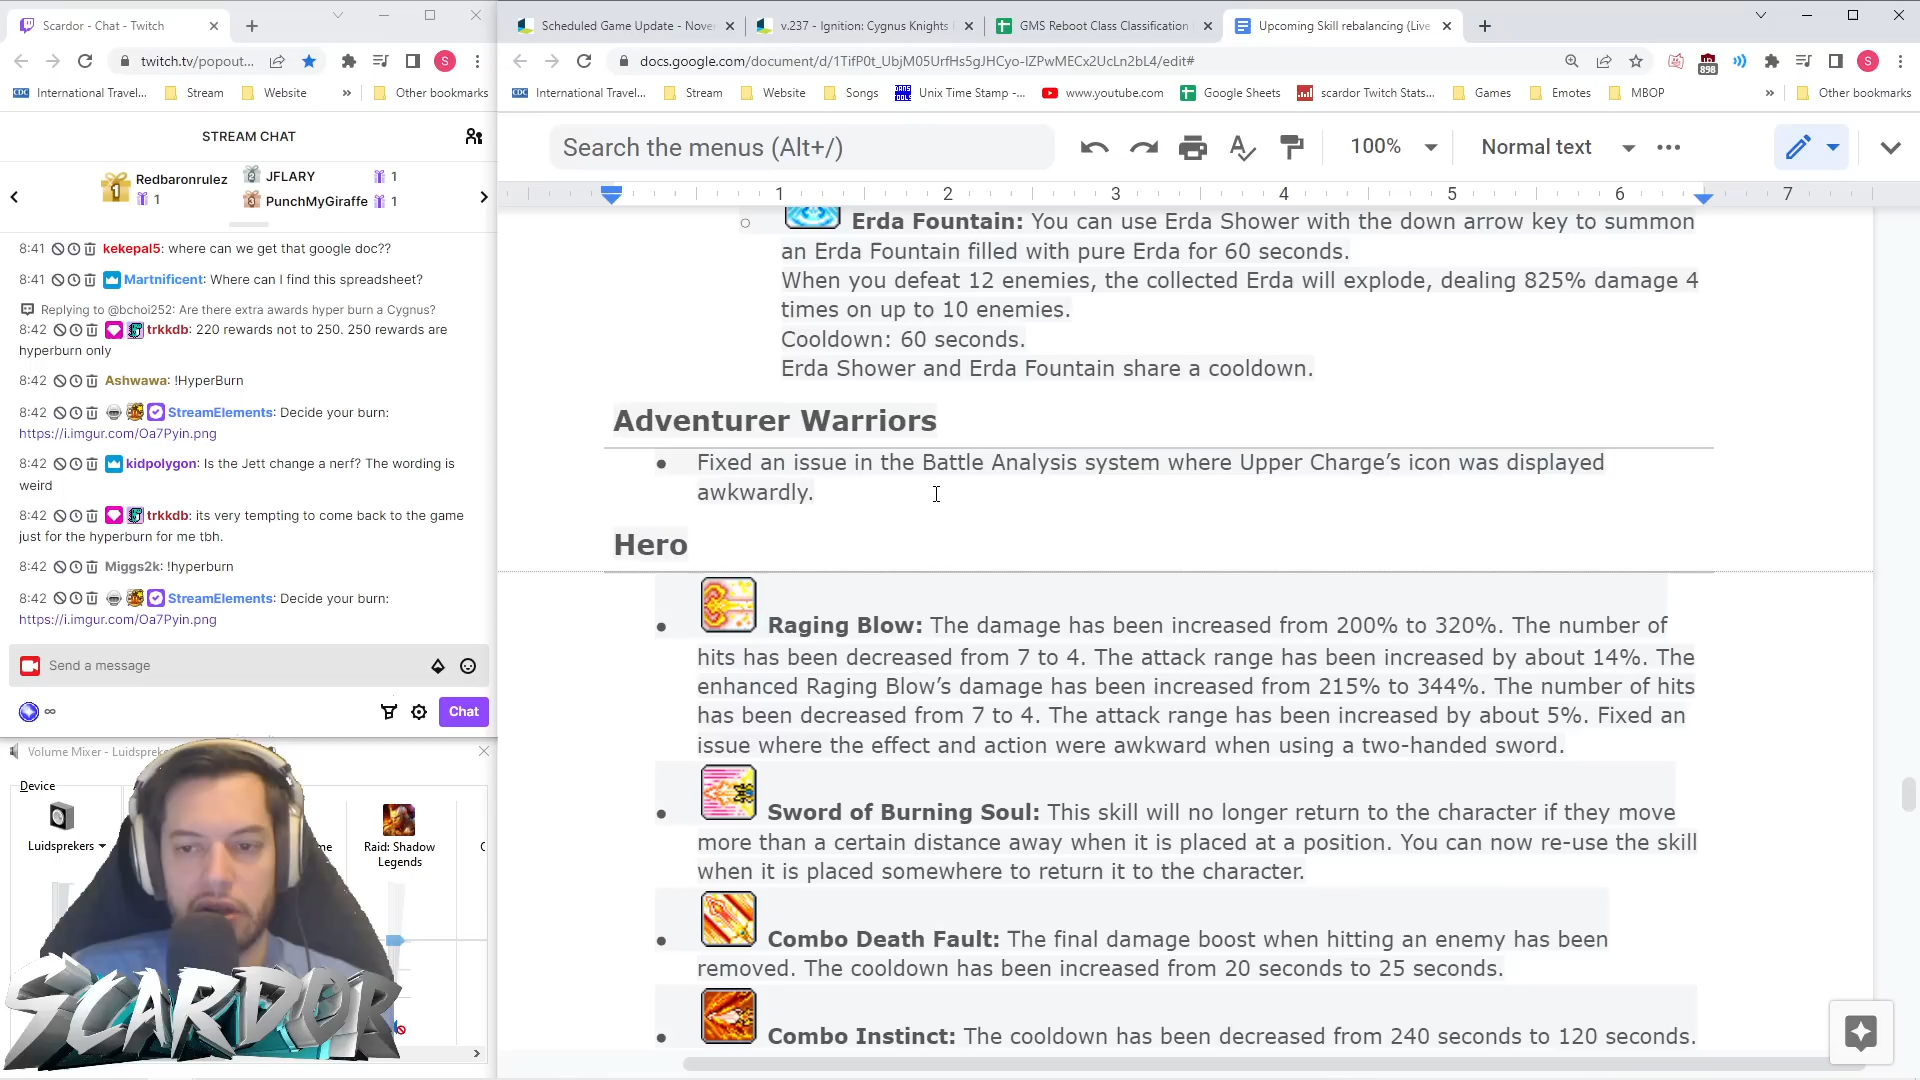 Scardor - Chat - Twitch
twitch.tv/popout...
S
International Travel...
Stream
Website
»
Other bookmarks
STREAM CHAT
1
Redbaronrulez
1
2
JFLARY
1
3
PunchMyGiraffe
1
8:41 kekepal5: where can we get that google doc??
8:41 Martnificent: Where can I find this spreadsheet?
Replying to @bchoi252: Are there extra awards hyper burn a Cygnus?
8:42 trkkdb: 220 rewards not to 250. 250 rewards are
hyperburn only
8:42 Ashwawa: !HyperBurn
8:42 StreamElements: Decide your burn:
https://i.imgur.com/Oa7Pyin.png
8:42 kidpolygon: Is the Jett change a nerf? The wording is
weird
8:42 trkkdb: its very tempting to come back to the game
just for the hyperburn for me tbh.
8:42 Miggs2k: !hyperburn
8:42 StreamElements: Decide your burn:
https://i.imgur.com/Oa7Pyin.png
Send a message
∞
Chat
Volume Mixer - Luidspreke
Device
Luidsprekers
Raid: Shadow
Legends
SCARDOR
Scheduled Game Update - Nove
v.237 - Ignition: Cygnus Knights
GMS Reboot Class Classification
Upcoming Skill rebalancing (Live
docs.google.com/document/d/1TifP0t_UbjM05UrfHs5gJHCyo-IZPwMECx2UcLn2bL4/edit#
898
S
International Travel...
Stream
Website
Songs
Unix Time Stamp -...
www.youtube.com
Google Sheets
scardor Twitch Stats...
Games
Emotes
MBOP
»
Other bookmarks
Search the menus (Alt+/)
100%
Normal text
1 2 3 4 5 6 7
Erda Fountain: You can use Erda Shower with the down arrow key to summon
an Erda Fountain filled with pure Erda for 60 seconds.
When you defeat 12 enemies, the collected Erda will explode, dealing 825% damage 4
times on up to 10 enemies.
Cooldown: 60 seconds.
Erda Shower and Erda Fountain share a cooldown.
Adventurer Warriors
Fixed an issue in the Battle Analysis system where Upper Charge’s icon was displayed
awkwardly.
Hero
Raging Blow: The damage has been increased from 200% to 320%. The number of
hits has been decreased from 7 to 4. The attack range has been increased by about 14%. The
enhanced Raging Blow’s damage has been increased from 215% to 344%. The number of hits
has been decreased from 7 to 4. The attack range has been increased by about 5%. Fixed an
issue where the effect and action were awkward when using a two-handed sword.
Sword of Burning Soul: This skill will no longer return to the character if they move
more than a certain distance away when it is placed at a position. You can now re-use the skill
when it is placed somewhere to return it to the character.
Combo Death Fault: The final damage boost when hitting an enemy has been
removed. The cooldown has been increased from 20 seconds to 25 seconds.
Combo Instinct: The cooldown has been decreased from 240 seconds to 120 seconds.